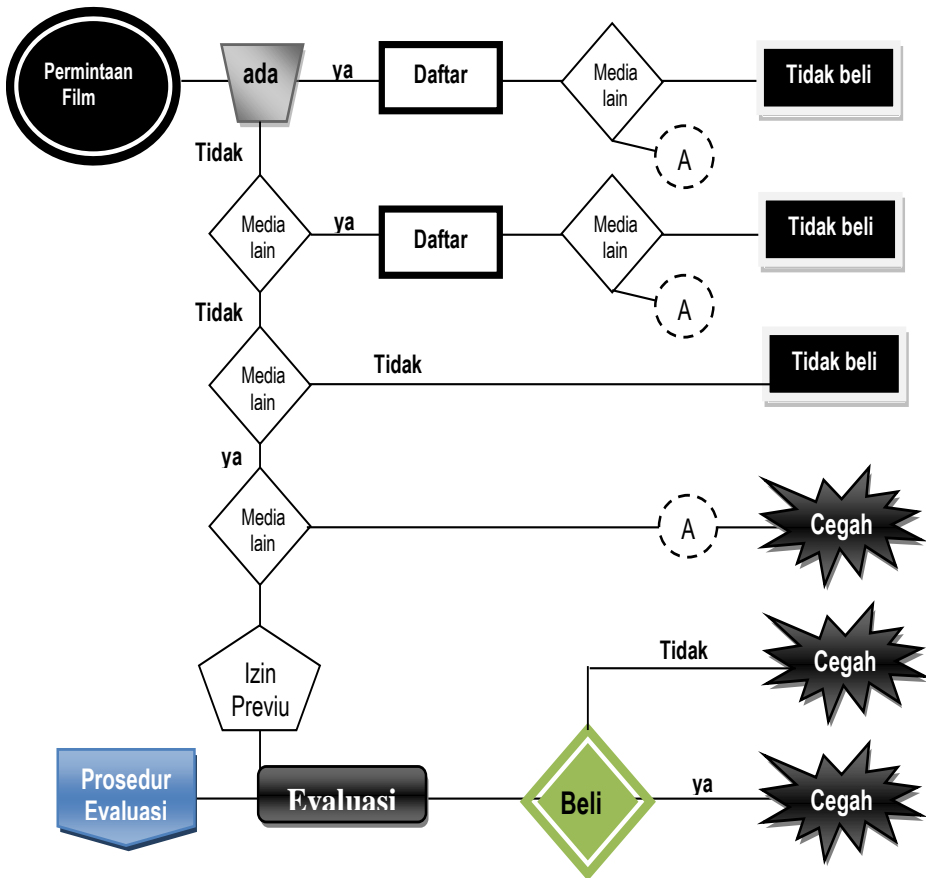 Permintaan
Film
ada
ya
Daftar
Media
lain
Tidak beli
A
Tidak
Media
lain
ya
Daftar
Media
lain
Tidak beli
A
Tidak
Media
lain
Tidak
Tidak beli
ya
Media
lain
A
Cegah
Izin
Previu
Tidak
Cegah
Prosedur
Evaluasi
Evaluasi
Beli
ya
Cegah